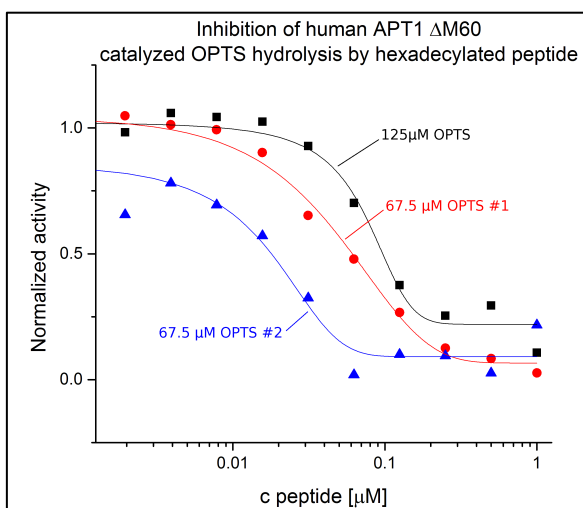 Inhibition of human APT1 ΔM60
catalyzed OPTS hydrolysis by hexadecylated peptide
1.0
125μM OPTS
67.5 μM OPTS #1
0.5
67.5 μM OPTS #2
0.0
Normalized activity
0.01
0.1
1
c peptide [μM]